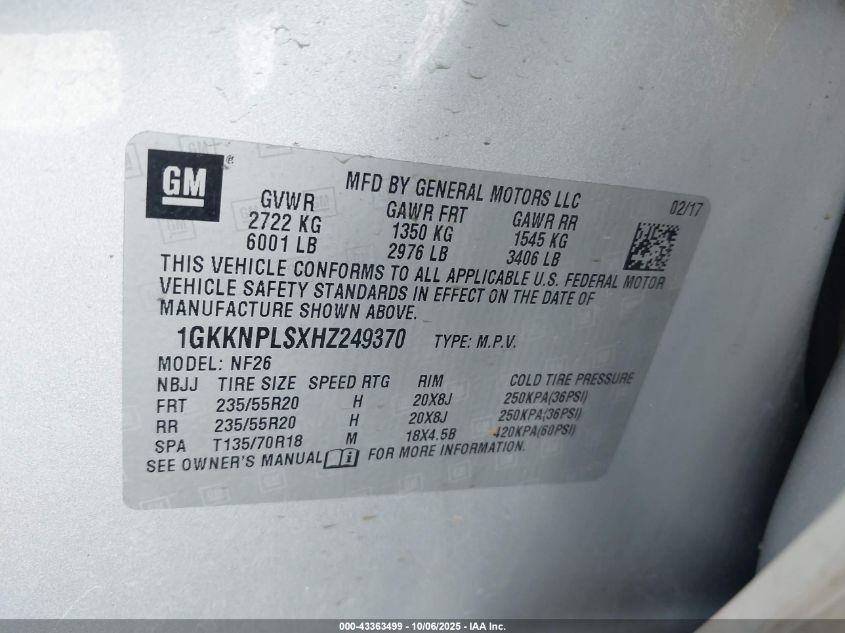 GM ®
MFD BY GENERAL MOTORS LLC 02/17
GVWR GAWR FRT GAWR RR
2722 KG 1350 KG 1545 KG
6001 LB 2976 LB 3406 LB
THIS VEHICLE CONFORMS TO ALL APPLICABLE U.S. FEDERAL MOTOR
VEHICLE SAFETY STANDARDS IN EFFECT ON THE DATE OF
MANUFACTURE SHOWN ABOVE.
1GKKNPLSXHZ249370 TYPE: M.P.V.
MODEL: NF26
NBJJ TIRE SIZE SPEED RTG RIM COLD TIRE PRESSURE
FRT 235/55R20 H 20X8J 250KPA(36PSI)
RR 235/55R20 H 20X8J 250KPA(36PSI)
SPA T135/70R18 M 18X4.5B 420KPA(60PSI)
SEE OWNER'S MANUAL FOR MORE INFORMATION.
000-43363499 - 10/06/2025 - IAA Inc.